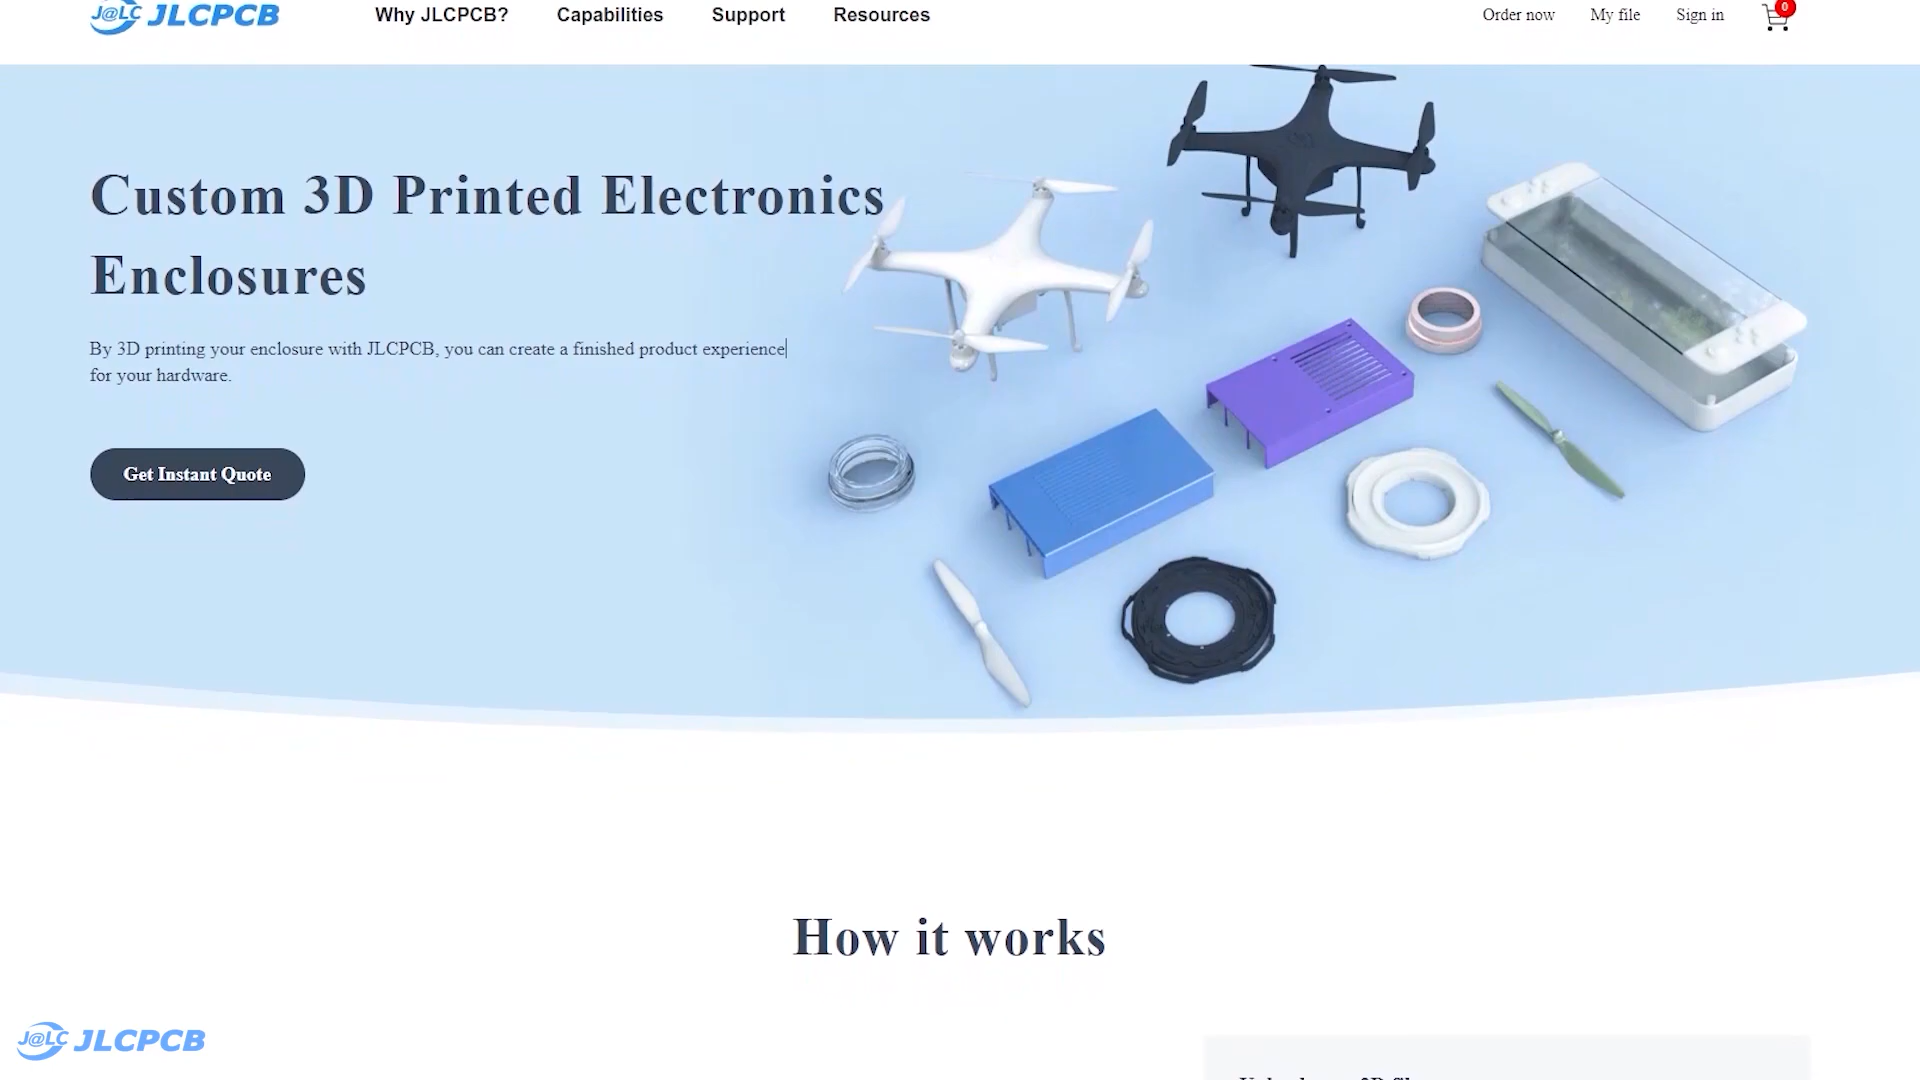 J@LC JLCPCB
Why JLCPCB?
Capabilities
Support
Resources
Order now
My file
Sign in
0
Custom 3D Printed Electronics
Enclosures
By 3D printing your enclosure with JLCPCB, you can create a finished product experience
for your hardware.
Get Instant Quote
How it works
J@LC JLCPCB